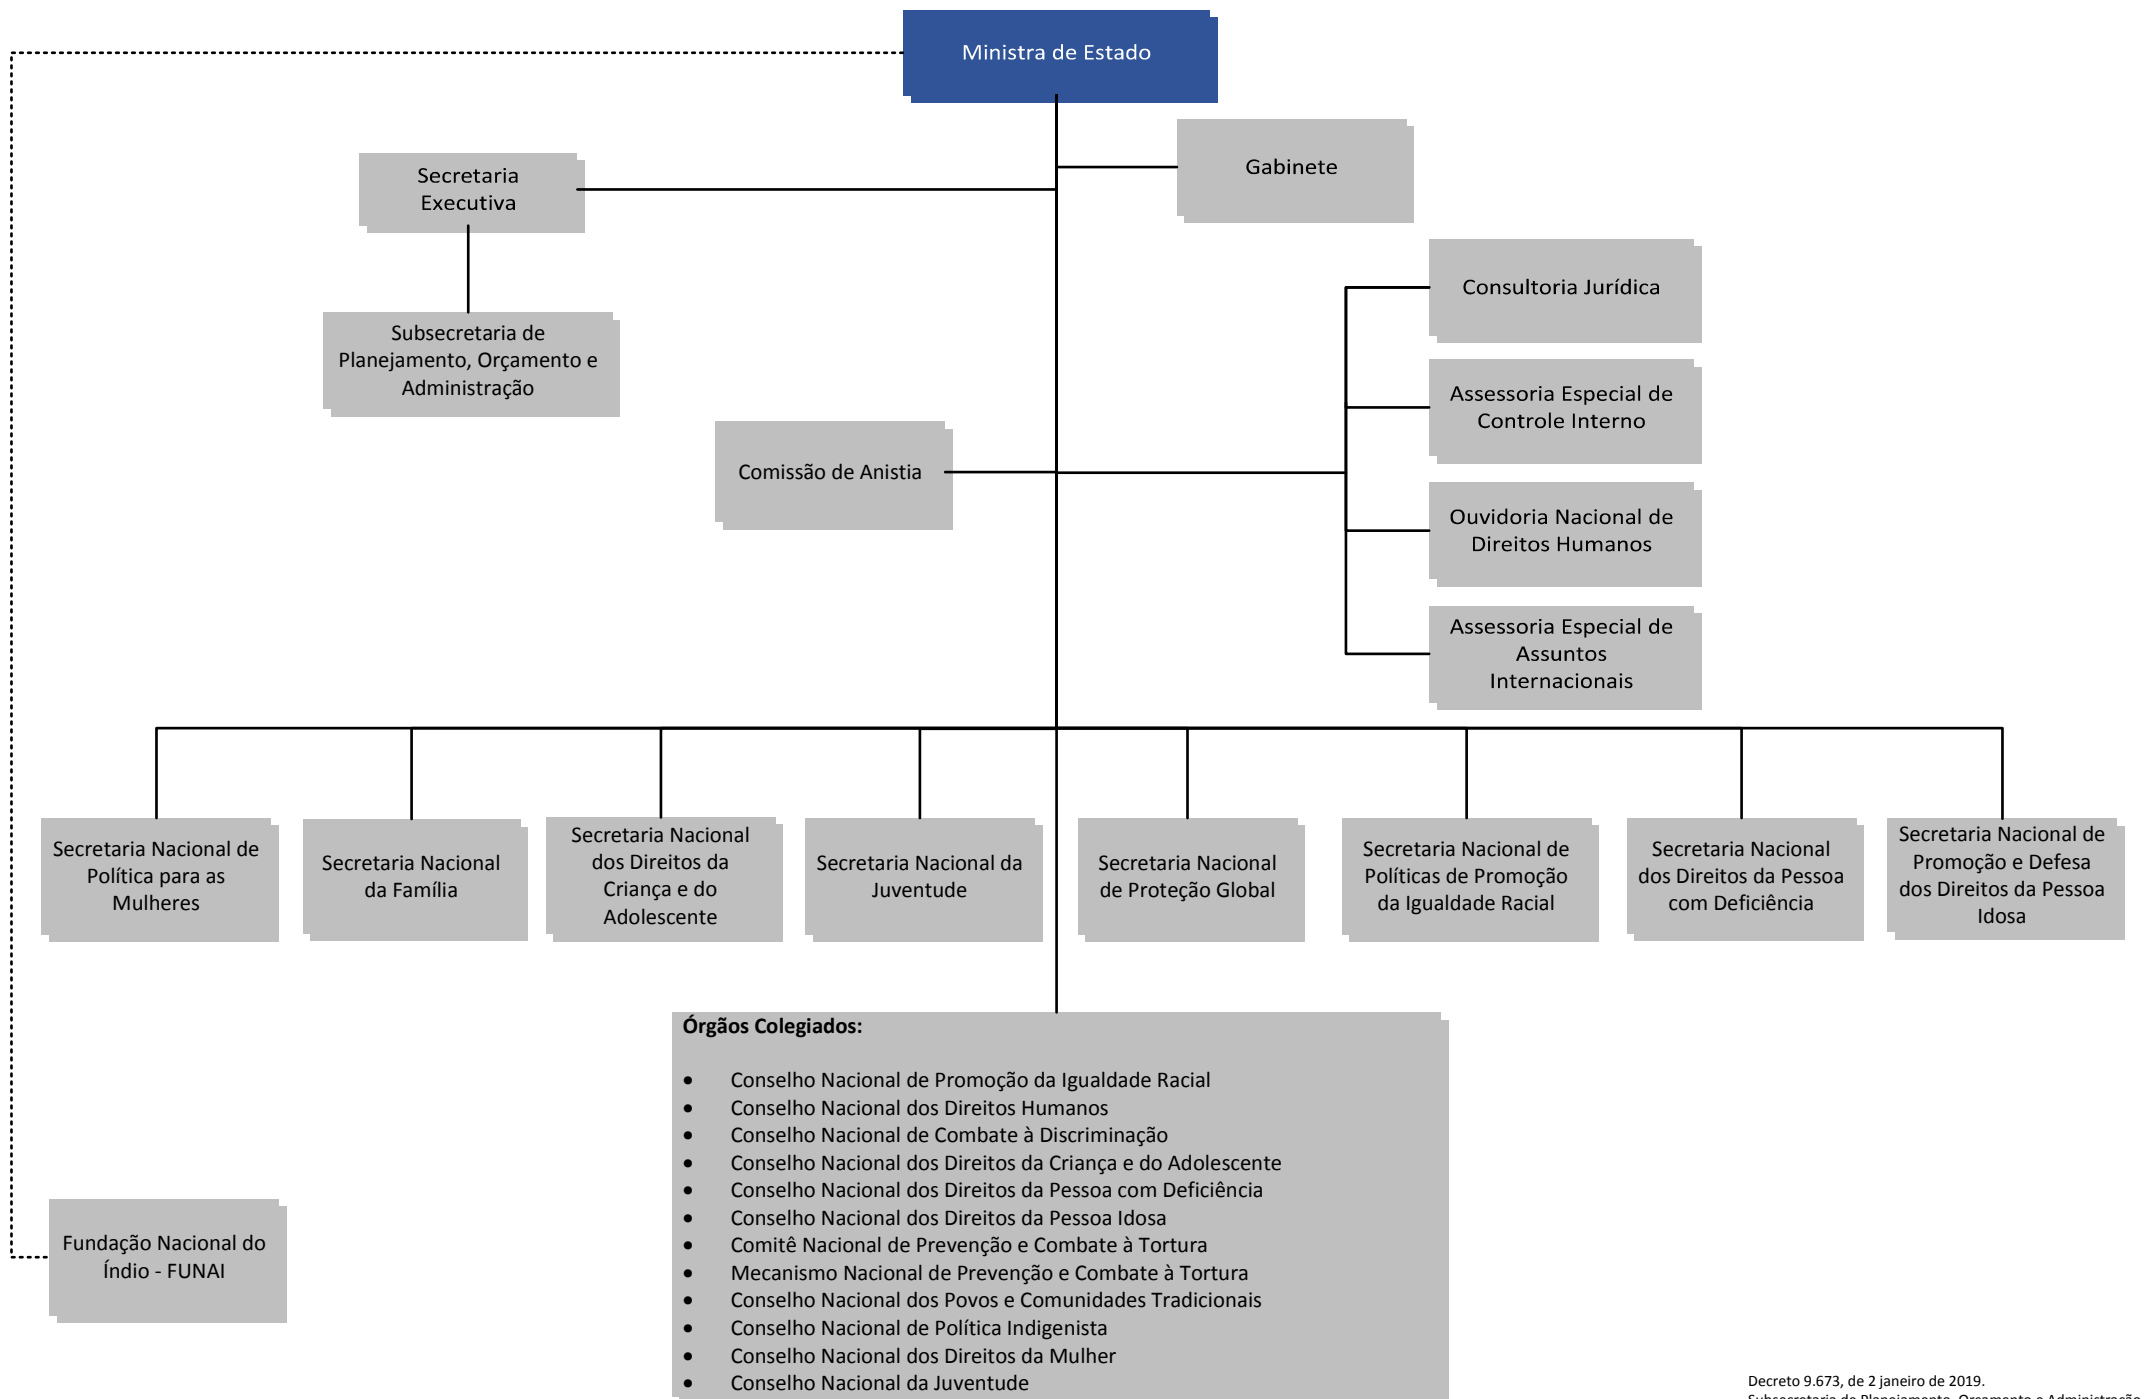 Ministra de Estado
Gabinete
Secretaria
Executiva
Consultoria Jurídica
Subsecretaria de
Planejamento, Orçamento e
Administração
Assessoria Especial de
Controle Interno
Comissão de Anistia
Ouvidoria Nacional de
Direitos Humanos
Assessoria Especial de
Assuntos
Internacionais
Secretaria Nacional de
Política para as
Mulheres
Secretaria Nacional
da Família
Secretaria Nacional
dos Direitos da
Criança e do
Adolescente
Secretaria Nacional da
Juventude
Secretaria Nacional
de Proteção Global
Secretaria Nacional de
Políticas de Promoção
da Igualdade Racial
Secretaria Nacional
dos Direitos da Pessoa
com Deficiência
Secretaria Nacional de
Promoção e Defesa
dos Direitos da Pessoa
Idosa
Órgãos Colegiados:
• Conselho Nacional de Promoção da Igualdade Racial
• Conselho Nacional dos Direitos Humanos
• Conselho Nacional de Combate à Discriminação
• Conselho Nacional dos Direitos da Criança e do Adolescente
• Conselho Nacional dos Direitos da Pessoa com Deficiência
• Conselho Nacional dos Direitos da Pessoa Idosa
• Comitê Nacional de Prevenção e Combate à Tortura
• Mecanismo Nacional de Prevenção e Combate à Tortura
• Conselho Nacional dos Povos e Comunidades Tradicionais
• Conselho Nacional de Política Indigenista
• Conselho Nacional dos Direitos da Mulher
• Conselho Nacional da Juventude
Fundação Nacional do
Índio - FUNAI
Decreto 9.673, de 2 janeiro de 2019.
Subsecretaria de Planejamento, Orçamento e Administração